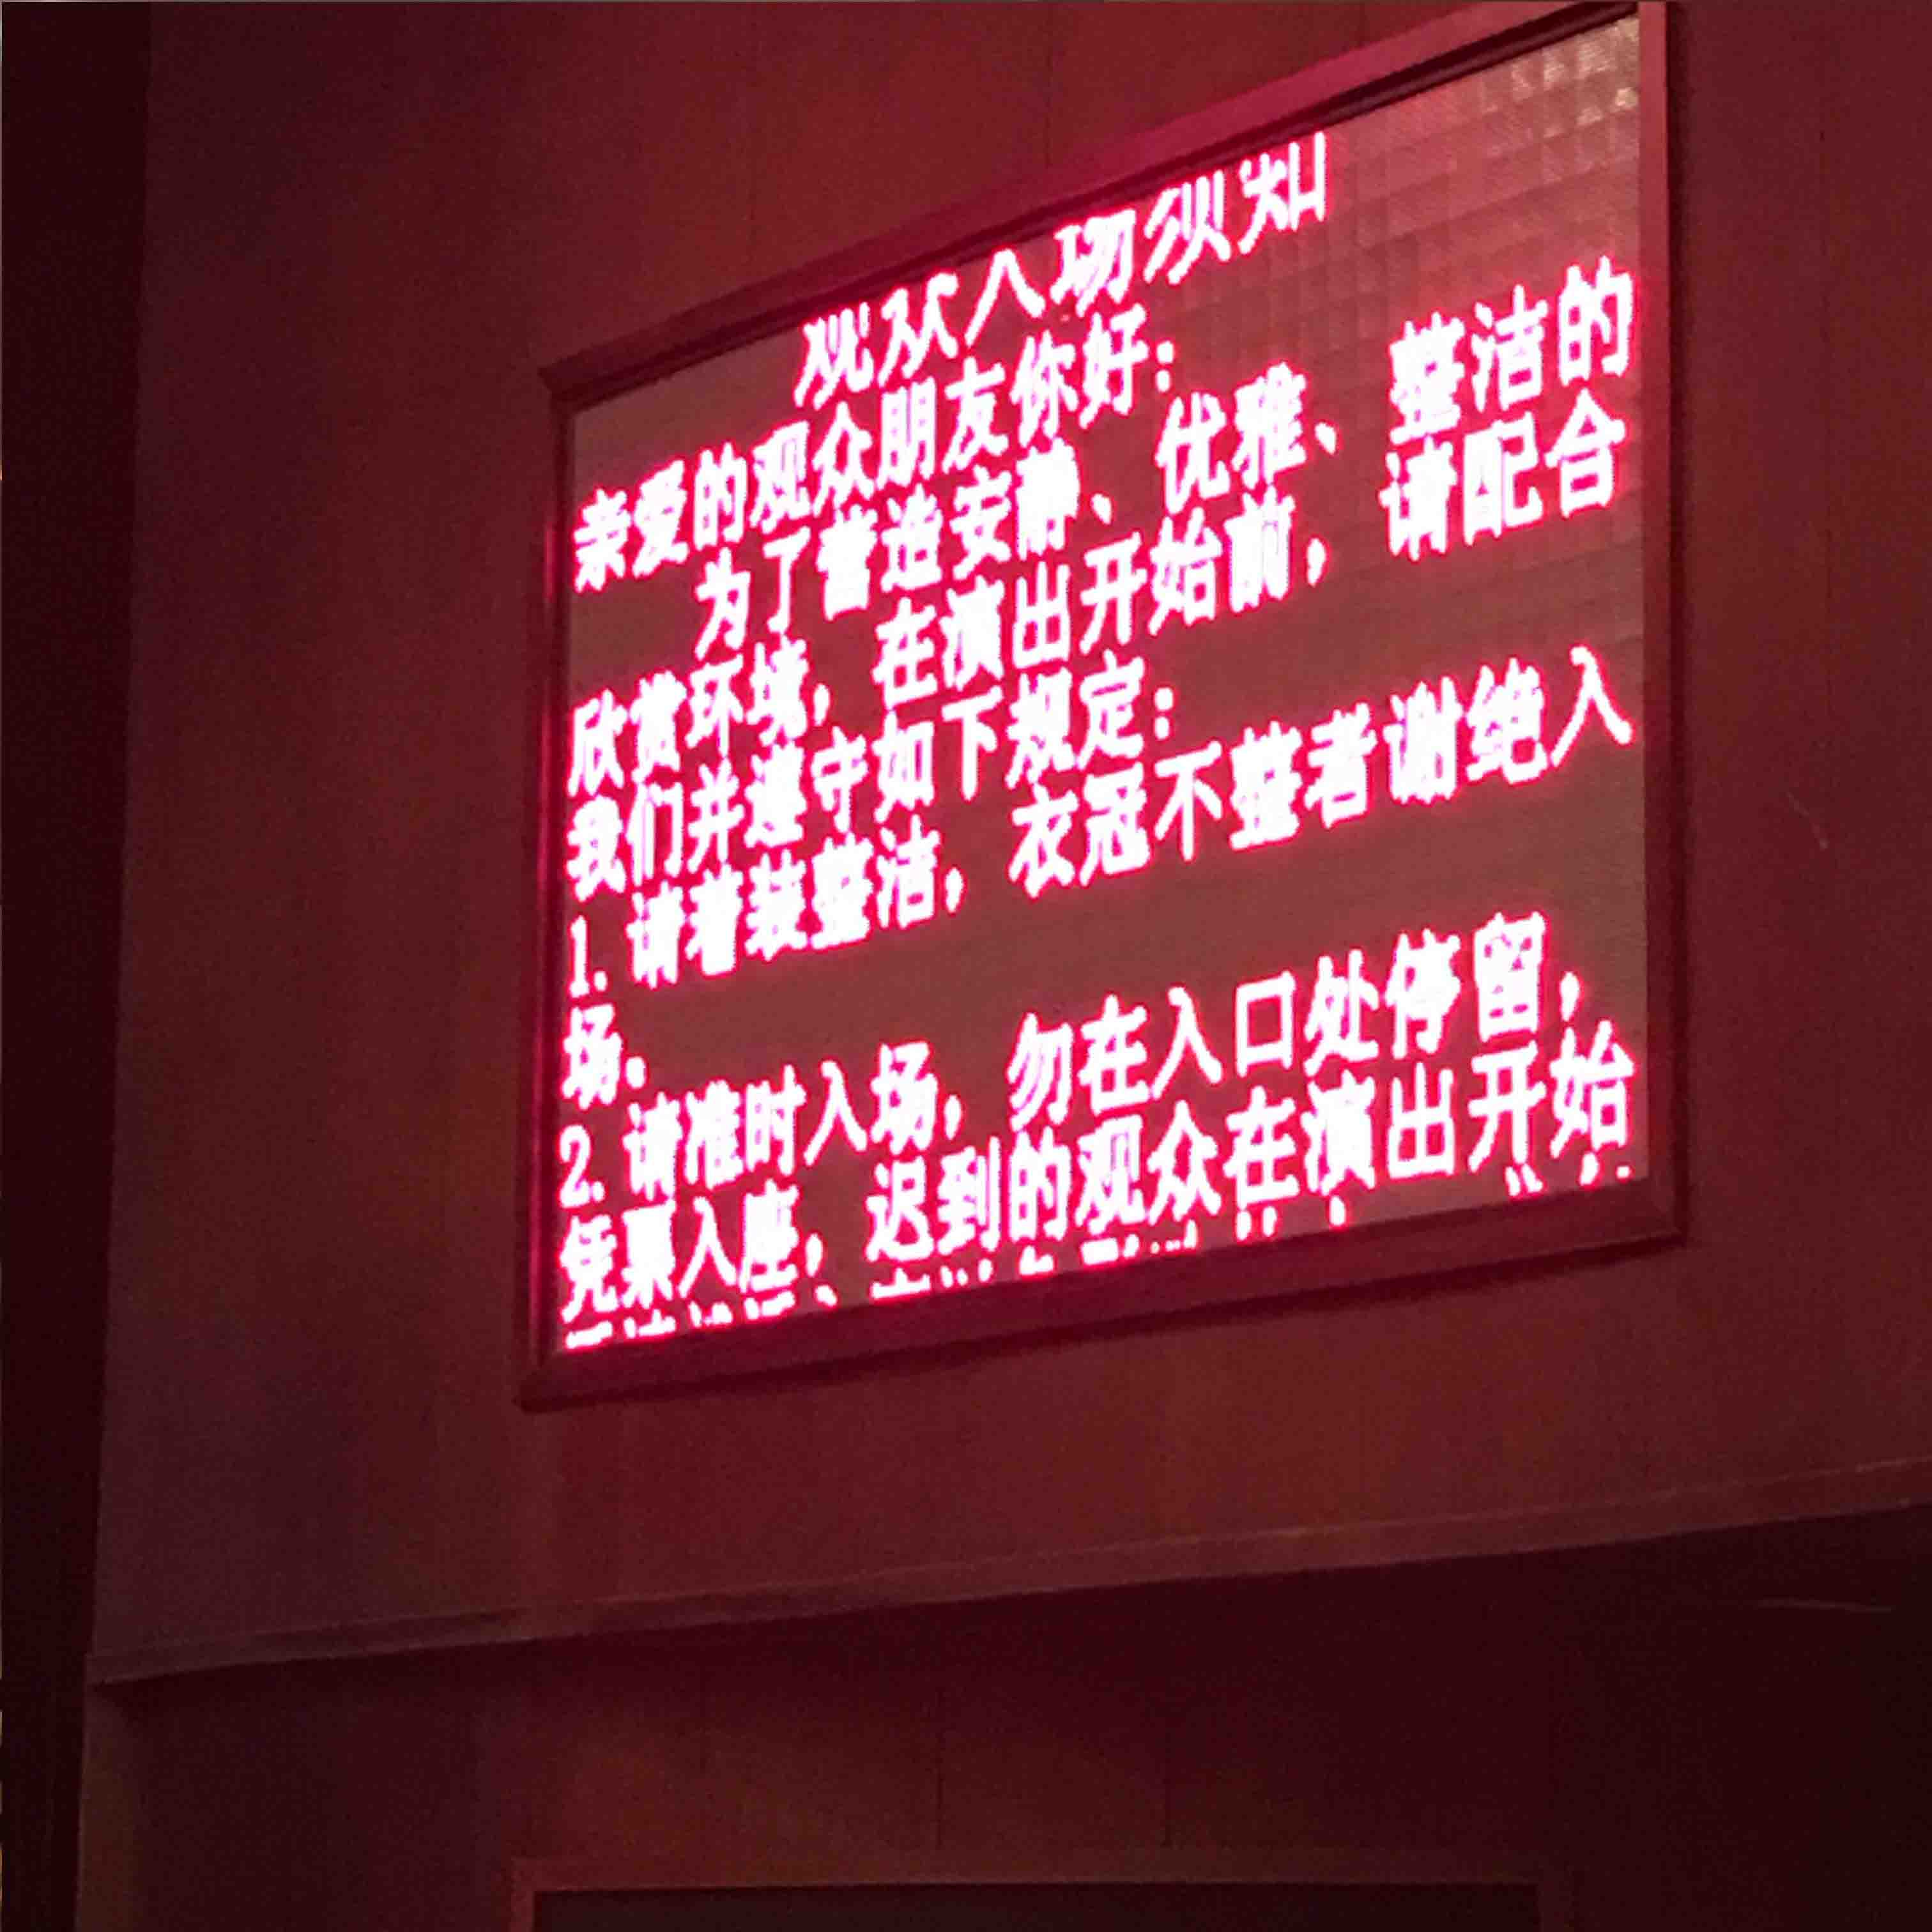 观众入场须知
亲爱的观众朋友你好：
为了营造安静、优雅、整洁的
欣赏环境，在演出开始前，请配合
我们并遵守如下规定：
1.请着装整洁，衣冠不整者谢绝入
场.
2.请准时入场，勿在入口处停留，
凭票入座，迟到的观众在演出开始